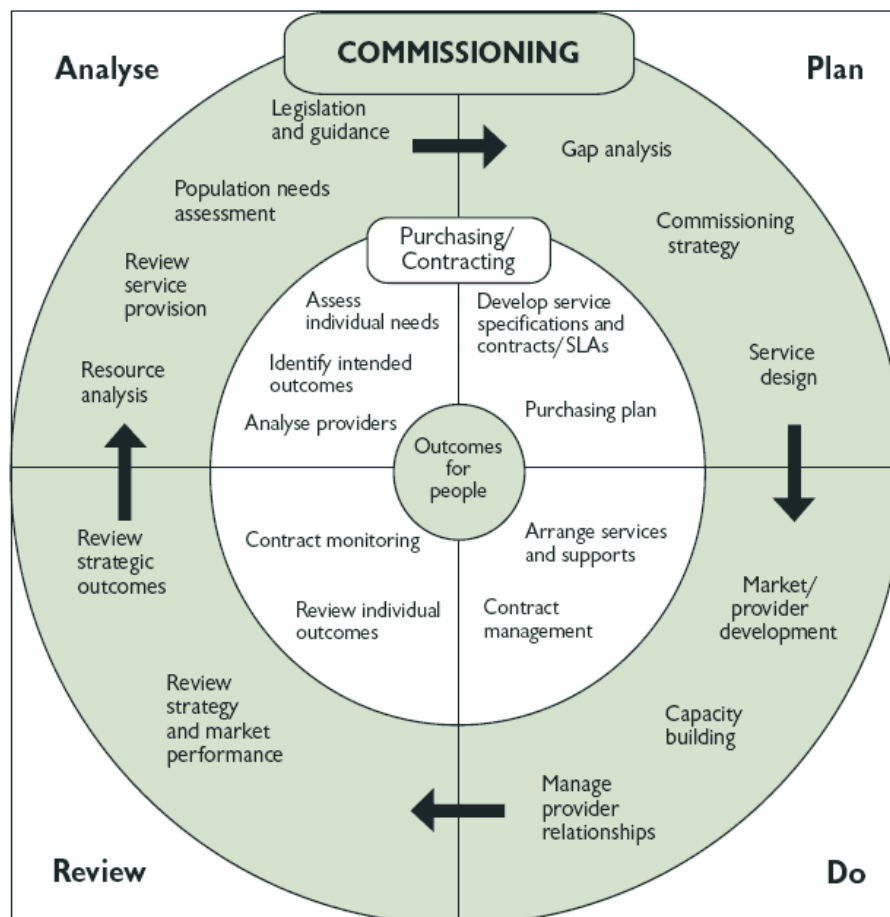 COMMISSIONING
Analyse
Plan
Legislation
and guidance
Population needs
assessment
Review
service
provision
Resource
analysis
Gap analysis
Commissioning
strategy
Service
design
Purchasing/
Contracting
Assess
individual needs
Identify intended
outcomes
Analyse providers
Develop service
specifications and
contracts/SLAs
Purchasing plan
Outcomes
for
people
Contract monitoring
Review individual
outcomes
Arrange services
and supports
Contract
management
Review
strategic
outcomes
Review
strategy
and market
performance
Market/
provider
development
Capacity
building
Manage
provider
relationships
Review
Do